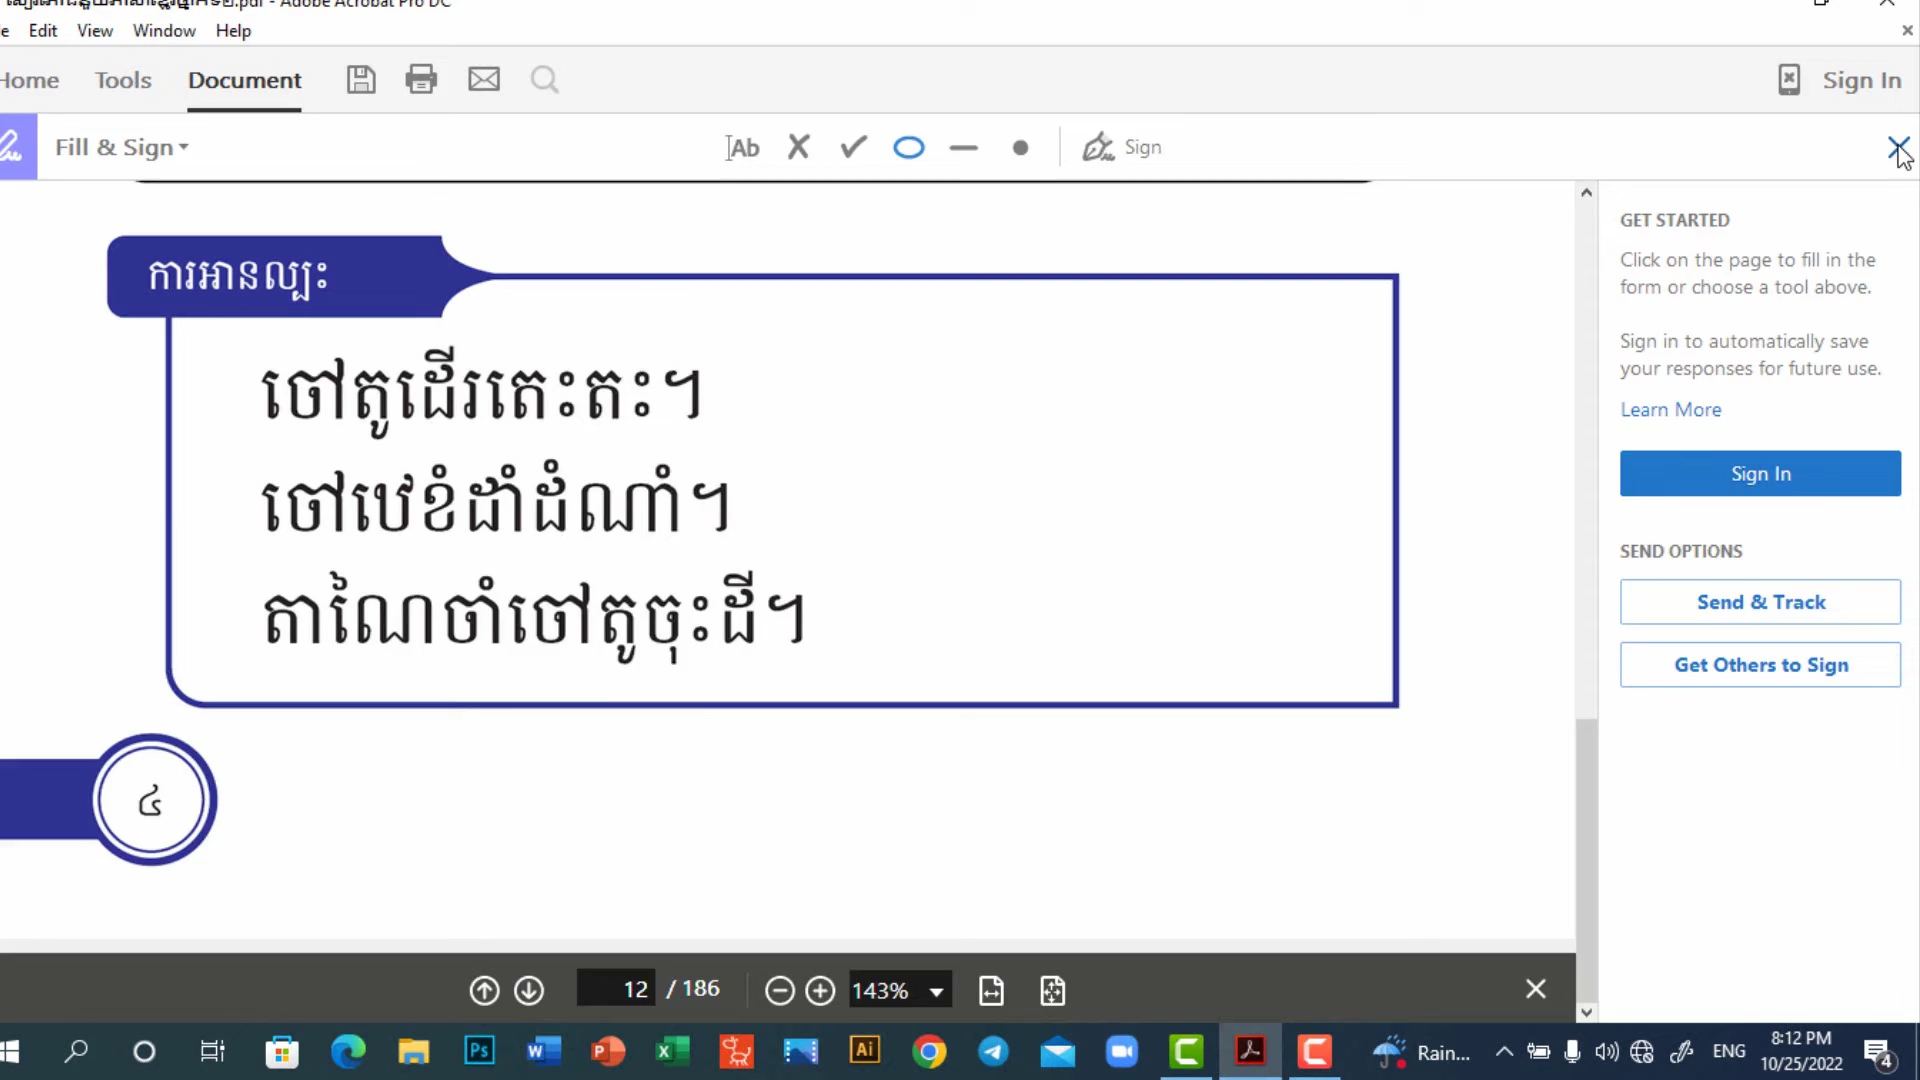 Edit View Window Help
Home Tools Document Sign In
Fill & Sign Ab Sign
GET STARTED
Click on the page to fill in the
form or choose a tool above.
Sign in to automatically save
your responses for future use.
Learn More
Sign In
SEND OPTIONS
Send & Track
Get Others to Sign
ការអានល្បះ
ចៅតូដើរតេះតះ។
ចៅឋេខំដាំដំណាំ។
តាណៃចាំចៅតូចុះដី។
៤
12 / 186 143%
Rain... ENG 8:12 PM
10/25/2022 4